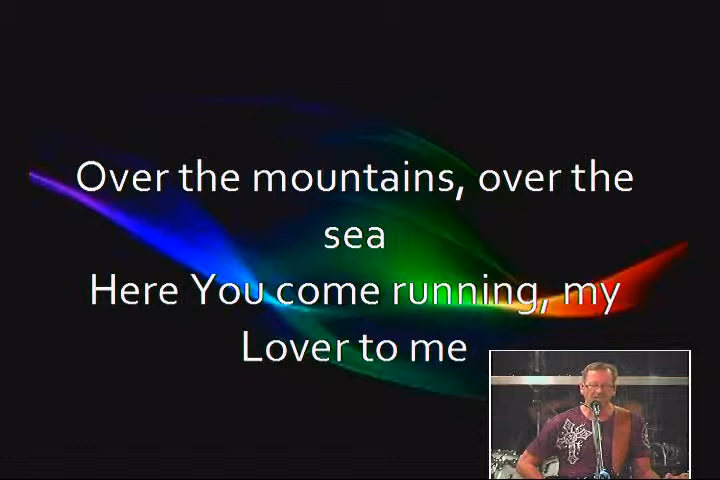 Over the mountains, over the
sea
Here You come running, my
Lover to me